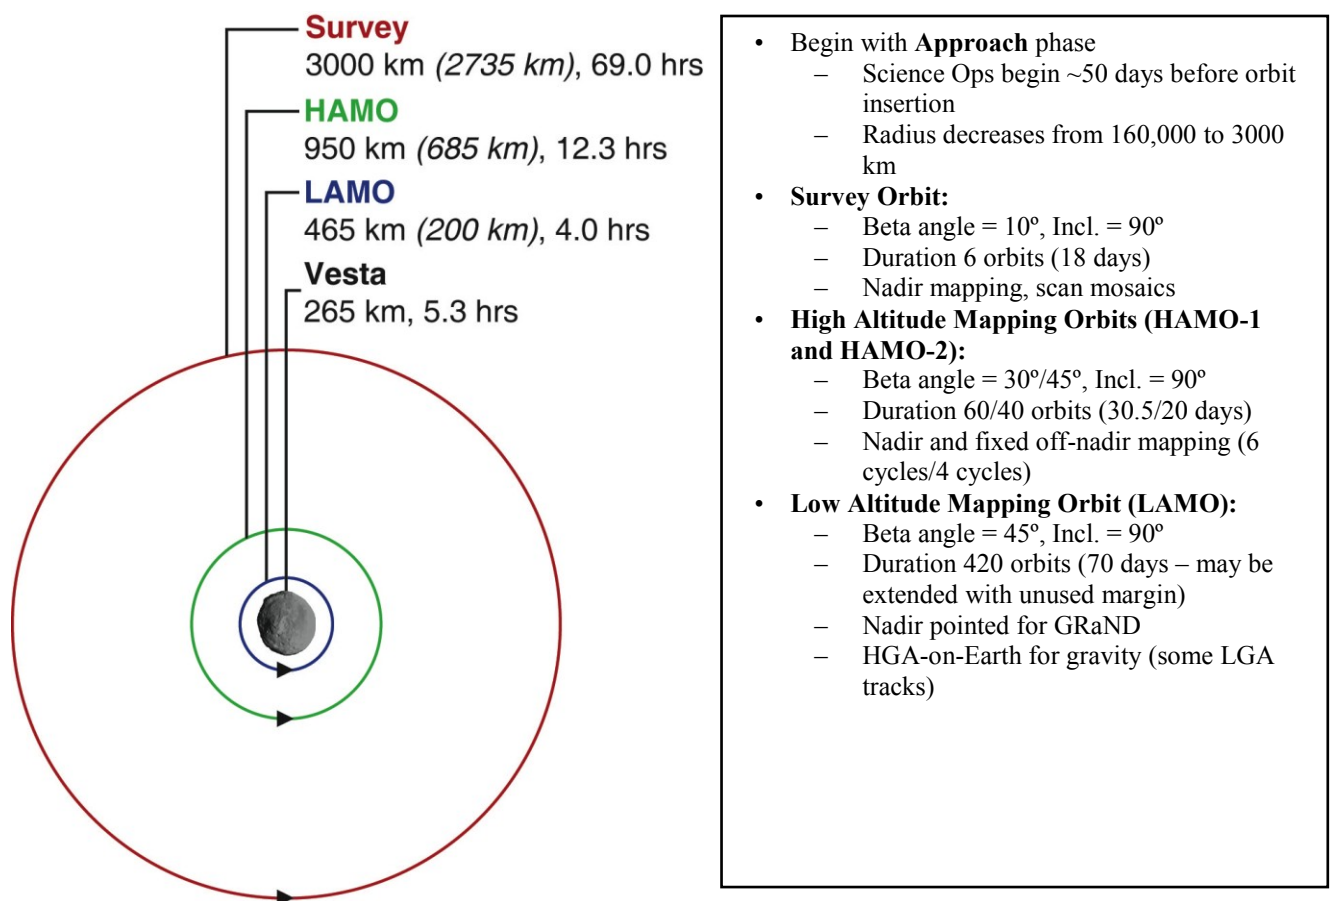 Survey
3000 km (2735 km), 69.0 hrs
HAMO
950 km (685 km), 12.3 hrs
LAMO
465 km (200 km), 4.0 hrs
Vesta
265 km, 5.3 hrs
• Begin with Approach phase
– Science Ops begin ~50 days before orbit
insertion
– Radius decreases from 160,000 to 3000
km
• Survey Orbit:
– Beta angle = 10º, Incl. = 90º
– Duration 6 orbits (18 days)
– Nadir mapping, scan mosaics
• High Altitude Mapping Orbits (HAMO-1
and HAMO-2):
– Beta angle = 30º/45º, Incl. = 90º
– Duration 60/40 orbits (30.5/20 days)
– Nadir and fixed off-nadir mapping (6
cycles/4 cycles)
• Low Altitude Mapping Orbit (LAMO):
– Beta angle = 45º, Incl. = 90º
– Duration 420 orbits (70 days – may be
extended with unused margin)
– Nadir pointed for GRaND
– HGA-on-Earth for gravity (some LGA
tracks)